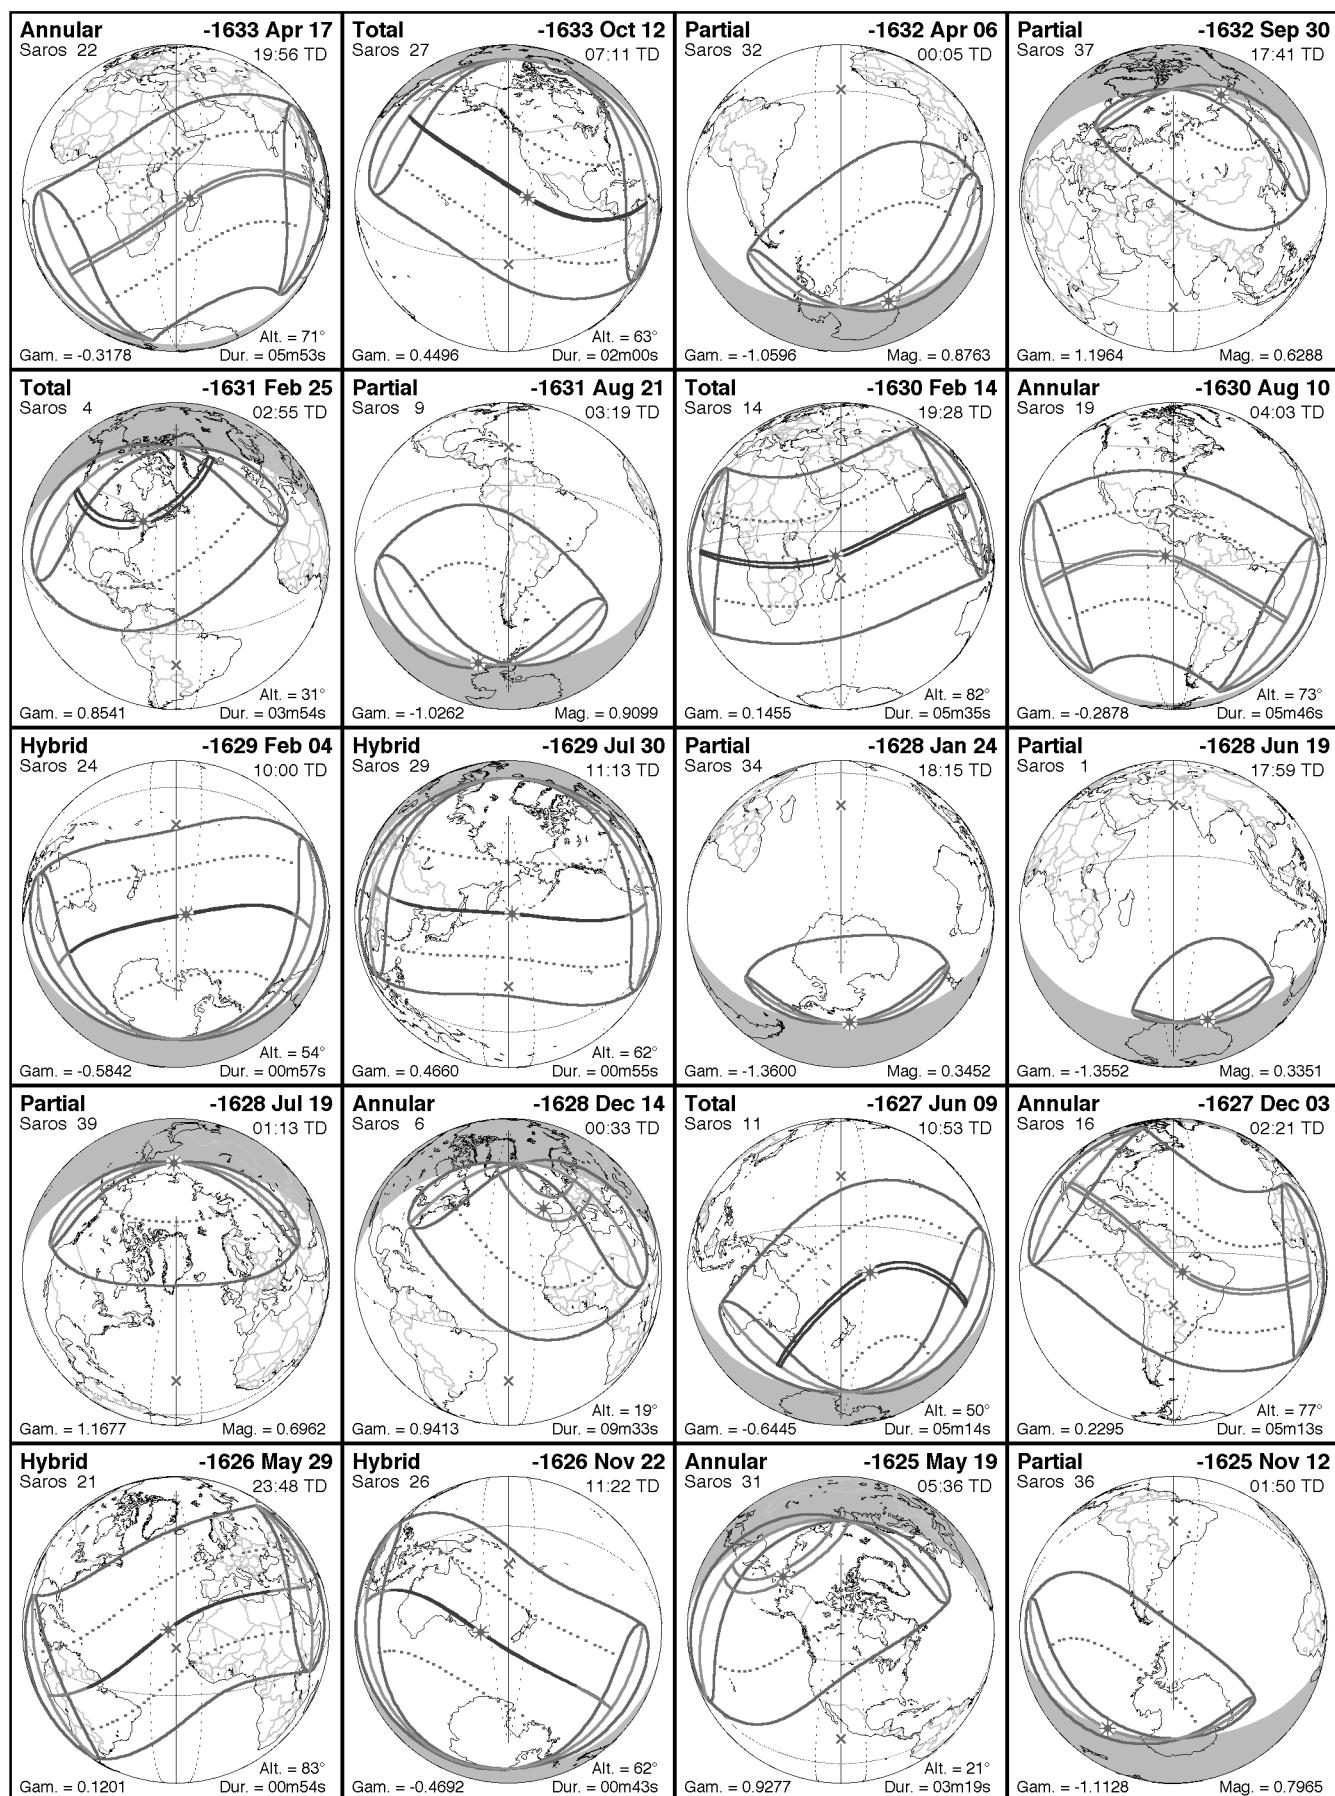 Annular -1633 Apr 17
Saros 22 19:56 TD
Alt. = 71°
Gam. = -0.3178 Dur. = 05m53s
Total -1633 Oct 12
Saros 27 07:11 TD
Alt. = 63°
Gam. = 0.4496 Dur. = 02m00s
Partial -1632 Apr 06
Saros 32 00:05 TD
Gam. = -1.0596 Mag. = 0.8763
Partial -1632 Sep 30
Saros 37 17:41 TD
Gam. = 1.1964 Mag. = 0.6288
Total -1631 Feb 25
Saros 4 02:55 TD
Alt. = 31°
Gam. = 0.8541 Dur. = 03m54s
Partial -1631 Aug 21
Saros 9 03:19 TD
Gam. = -1.0262 Mag. = 0.9099
Total -1630 Feb 14
Saros 14 19:28 TD
Alt. = 82°
Gam. = 0.1455 Dur. = 05m35s
Annular -1630 Aug 10
Saros 19 04:03 TD
Alt. = 73°
Gam. = -0.2878 Dur. = 05m46s
Hybrid -1629 Feb 04
Saros 24 10:00 TD
Alt. = 54°
Gam. = -0.5842 Dur. = 00m57s
Hybrid -1629 Jul 30
Saros 29 11:13 TD
Alt. = 62°
Gam. = 0.4660 Dur. = 00m55s
Partial -1628 Jan 24
Saros 34 18:15 TD
Gam. = -1.3600 Mag. = 0.3452
Partial -1628 Jun 19
Saros 1 17:59 TD
Gam. = -1.3552 Mag. = 0.3351
Partial -1628 Jul 19
Saros 39 01:13 TD
Gam. = 1.1677 Mag. = 0.6962
Annular -1628 Dec 14
Saros 6 00:33 TD
Alt. = 19°
Gam. = 0.9413 Dur. = 09m33s
Total -1627 Jun 09
Saros 11 10:53 TD
Alt. = 50°
Gam. = -0.6445 Dur. = 05m14s
Annular -1627 Dec 03
Saros 16 02:21 TD
Alt. = 77°
Gam. = 0.2295 Dur. = 05m13s
Hybrid -1626 May 29
Saros 21 23:48 TD
Alt. = 83°
Gam. = 0.1201 Dur. = 00m54s
Hybrid -1626 Nov 22
Saros 26 11:22 TD
Alt. = 62°
Gam. = -0.4692 Dur. = 00m43s
Annular -1625 May 19
Saros 31 05:36 TD
Alt. = 21°
Gam. = 0.9277 Dur. = 03m19s
Partial -1625 Nov 12
Saros 36 01:50 TD
Gam. = -1.1128 Mag. = 0.7965